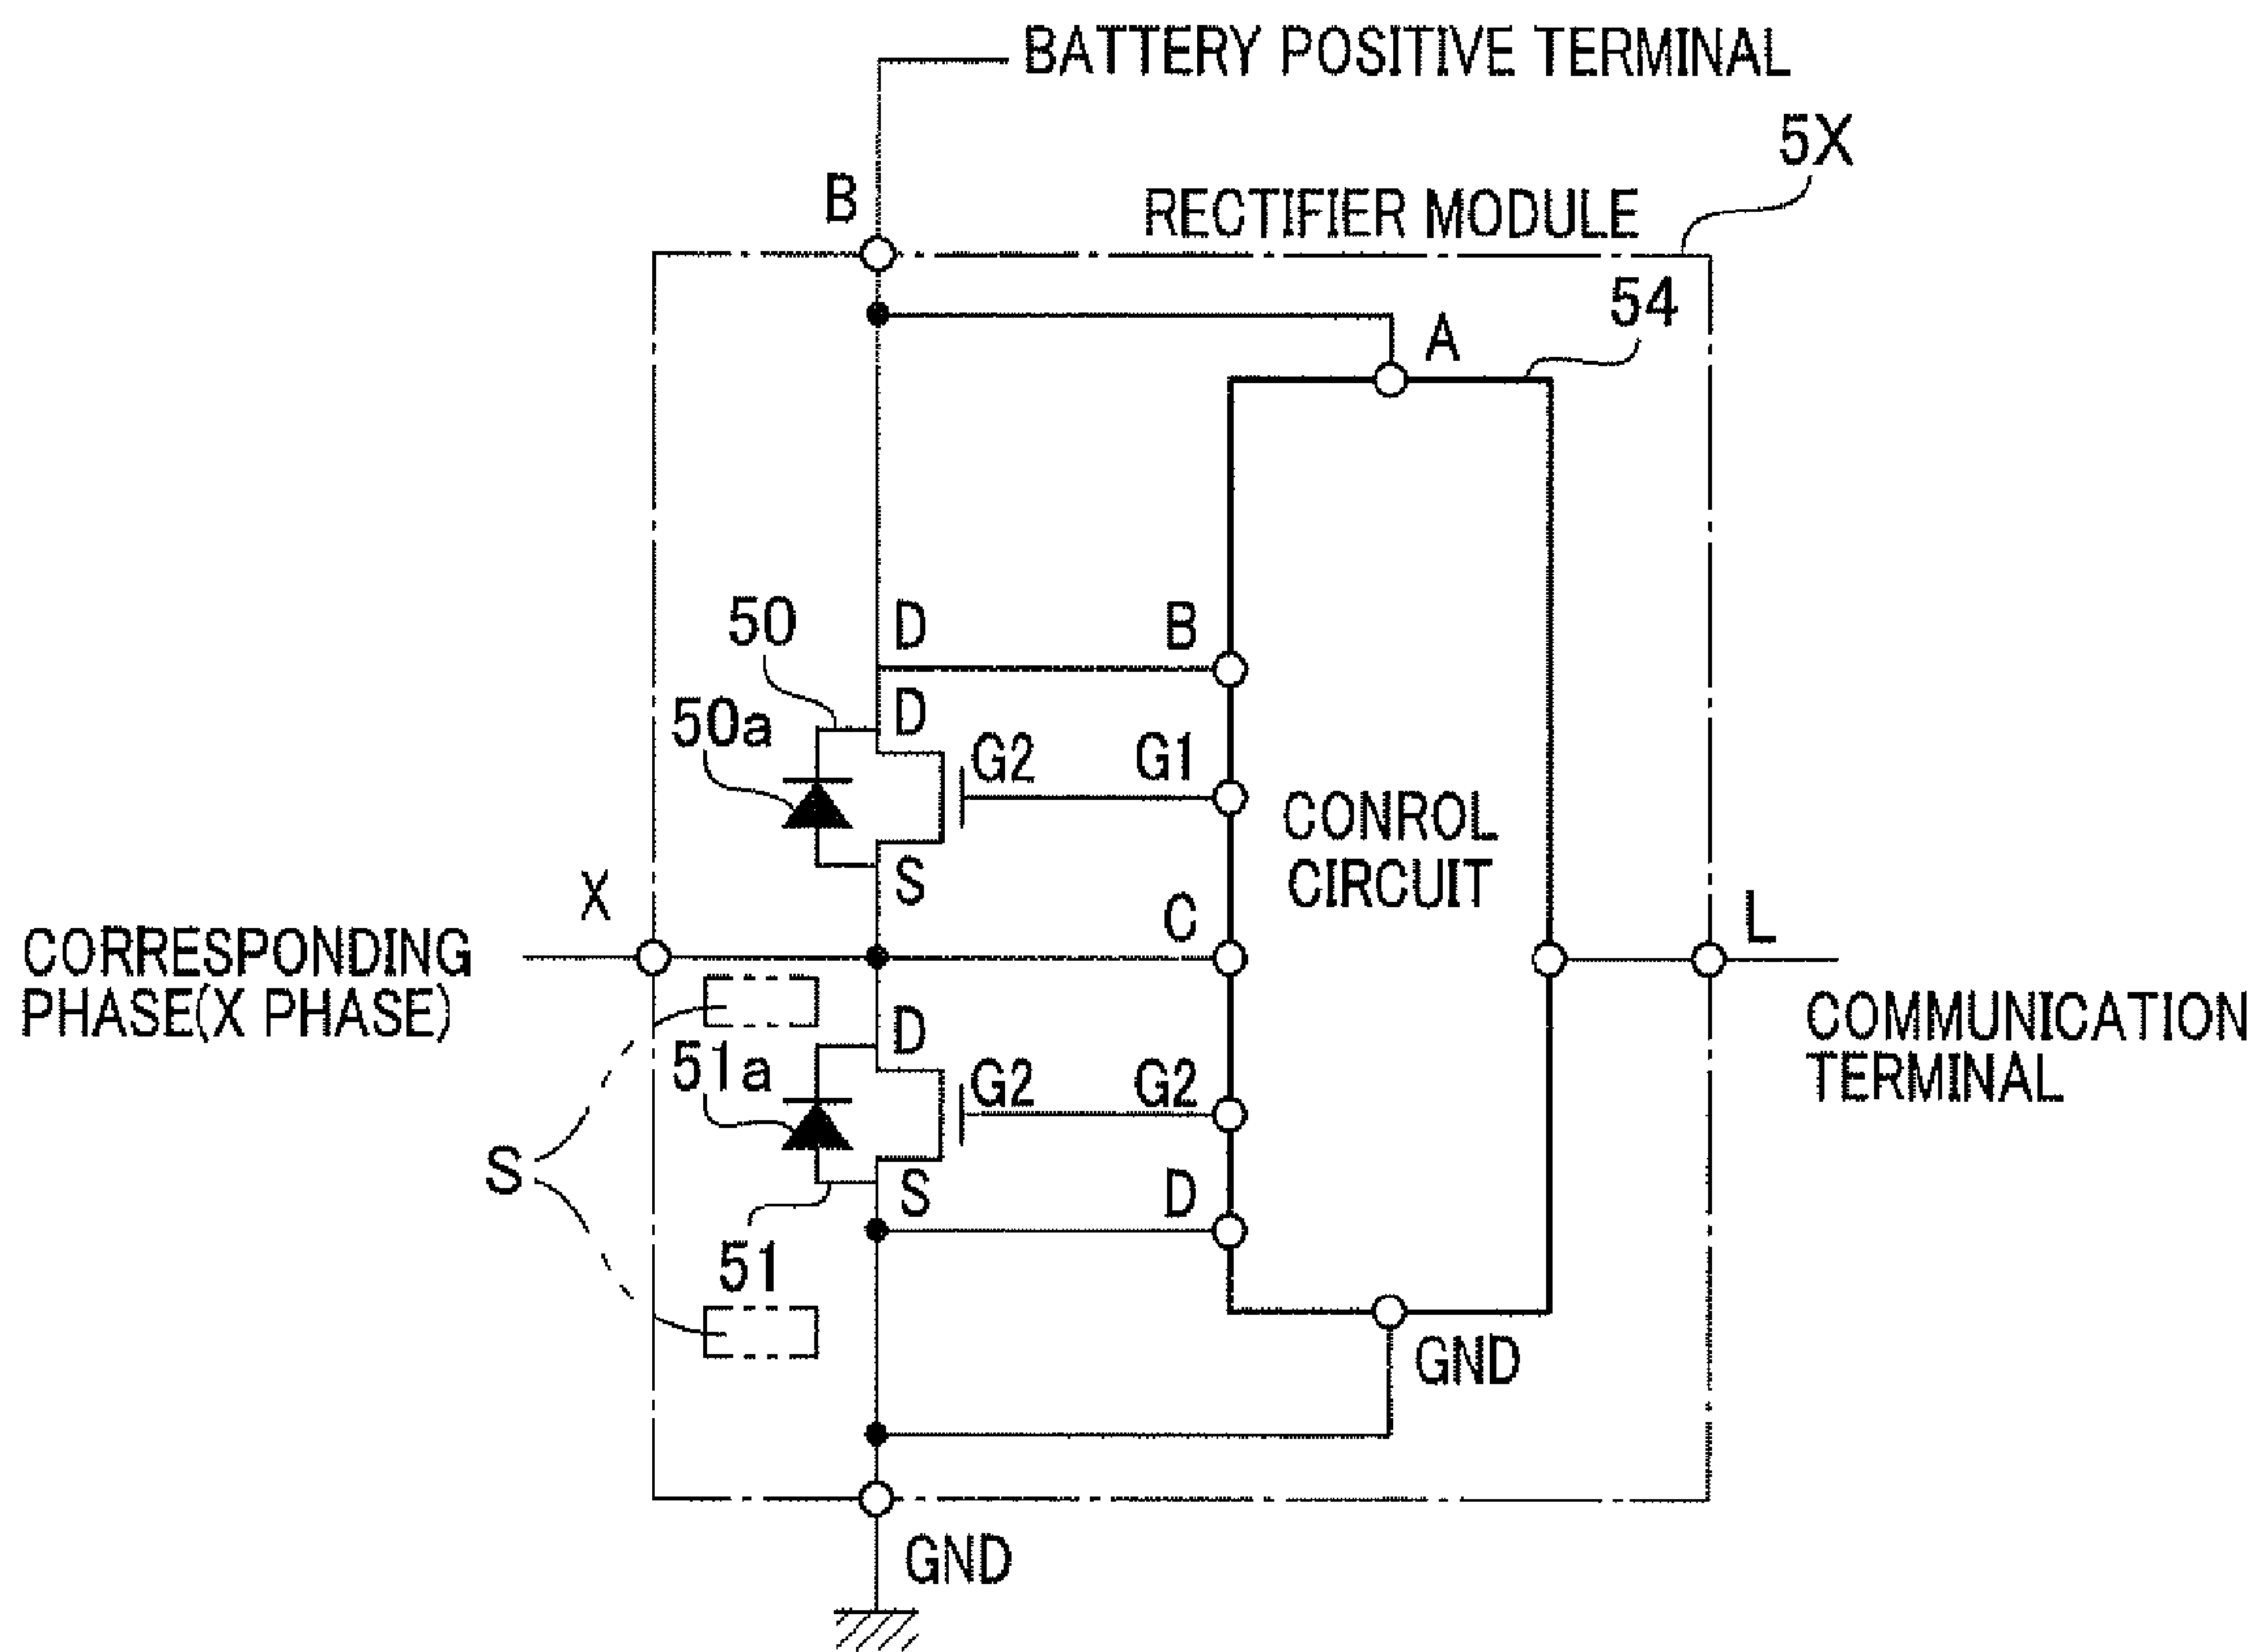 BATTERY POSITIVE TERMINAL
5X
B
RECTIFIER MODULE
54
A
50
D
B
50a
D
G2
G1
CONROL
CIRCUIT
S
X
C
L
CORRESPONDING
PHASE(X PHASE)
COMMUNICATION
TERMINAL
D
51a
G2
G2
S
S
D
51
GND
GND